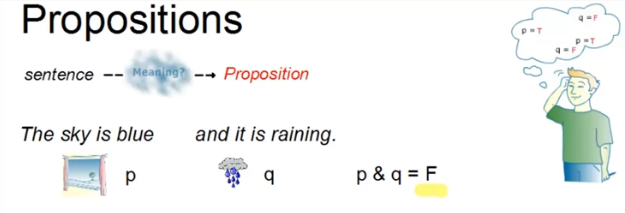 Propositions
q = F
p = T
p = T
q = F
sentence -- Meaning? --→ Proposition
The sky is blue and it is raining.
p q p & q = F